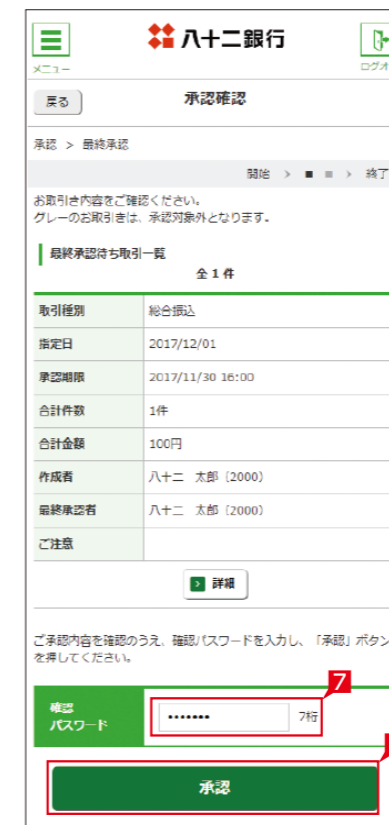 八十二銀行
メニュー
ログオ
戻る
承認確認
承認 > 最終承認
開始 > ■ ■ > 終了
お取引き内容をご確認ください。
グレーのお取引きは、承認対象外となります。
最終承認待ち取引一覧
全1件
取引種別 総合振込
指定日 2017/12/01
承認期限 2017/11/30 16:00
合計件数 1件
合計金額 100円
作成者 八十二 太郎 (2000)
最終承認者 八十二 太郎 (2000)
ご注意
詳細
ご承認内容を確認のうえ、確認パスワードを入力し、「承認」ボタン
を押してください。
7
確認
パスワード
••••••• 7桁
承認